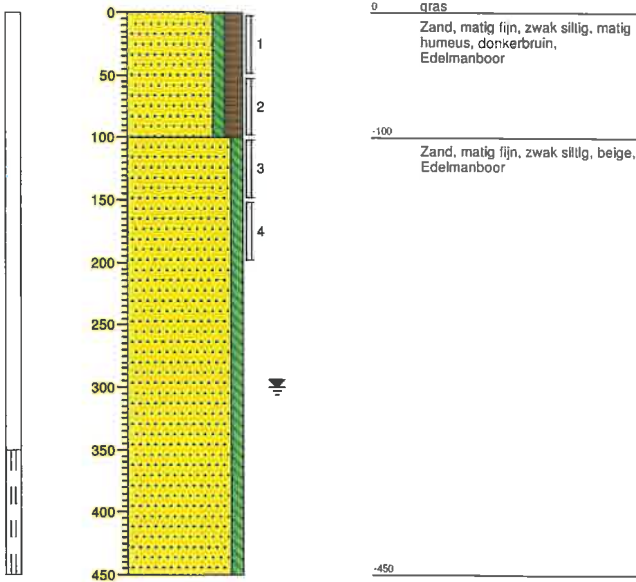 0
50
100
150
200
250
300
350
400
450
1
2
3
4
0
gras
Zand, matig fijn, zwak siltig, matig
humeus, donkerbruin,
Edelmanboor
-100
Zand, matig fijn, zwak siltig, beige,
Edelmanboor
-450